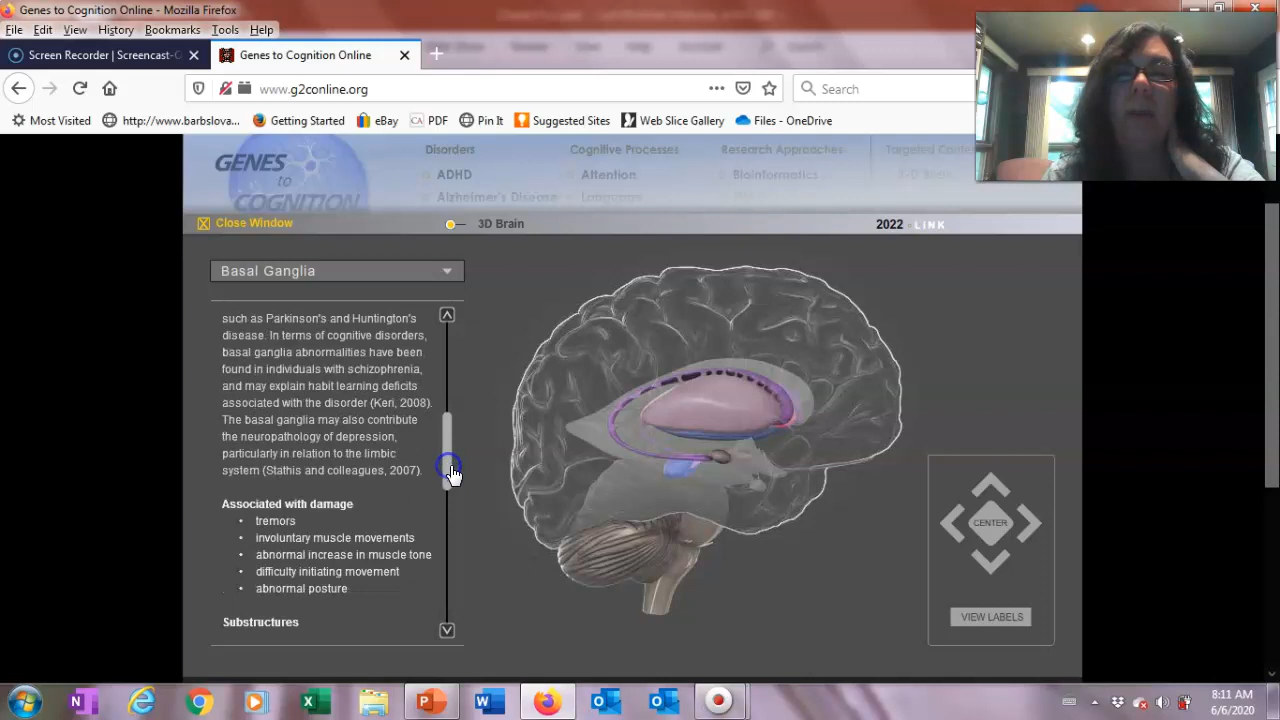 Genes to Cognition Online - Mozilla Firefox
File Edit View History Bookmarks Tools Help
Screen Recorder | Screencast-O
Genes to Cognition Online
www.g2conline.org
Search
Most Visited
http://www.barbslova...
Getting Started
eBay
PDF
Pin It
Suggested Sites
Web Slice Gallery
Files - OneDrive
GENES
to
COGNITION
Disorders
Cognitive Processes
Research Approaches
ADHD
Attention
Bioinformatics
Alzheimer's Disease
Language
Close Window
3D Brain
2022 - LINK
Basal Ganglia
such as Parkinson's and Huntington's
disease. In terms of cognitive disorders,
basal ganglia abnormalities have been
found in individuals with schizophrenia,
and may explain habit learning deficits
associated with the disorder (Keri, 2008).
The basal ganglia may also contribute
the neuropathology of depression,
particularly in relation to the limbic
system (Stathis and colleagues, 2007).
Associated with damage
• tremors
• involuntary muscle movements
• abnormal increase in muscle tone
• difficulty initiating movement
• abnormal posture
Substructures
CENTER
VIEW LABELS
8:11 AM
6/6/2020